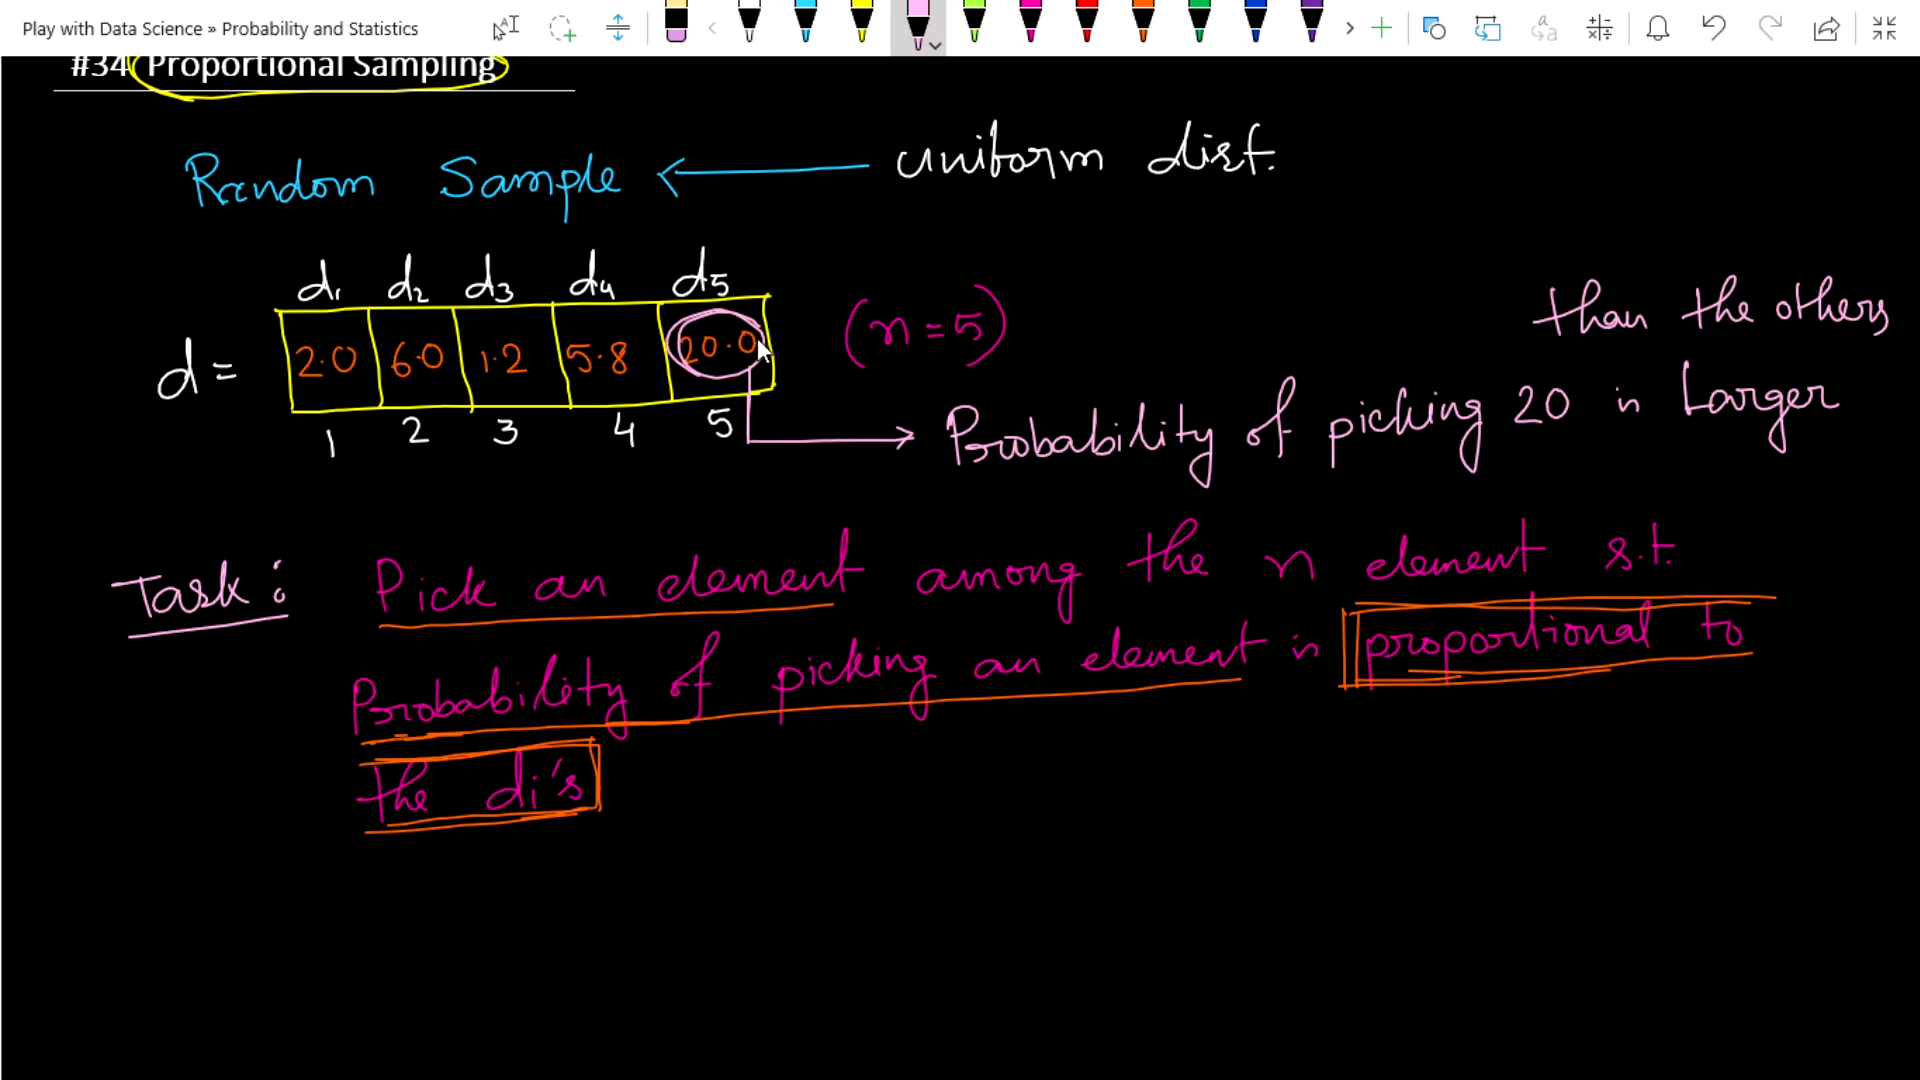 Play with Data Science » Probability and Statistics
#34 Proportional Sampling
Random Sample ← uniform dist.
d1 d2 d3 d4 d5
d = 2.0 6.0 1.2 5.8 20.0 (n = 5)
1 2 3 4 5
than the others
→ Probability of picking 20 is Larger
Task: Pick an element among the n element s.t.
Probability of picking an element is proportional to
the di's